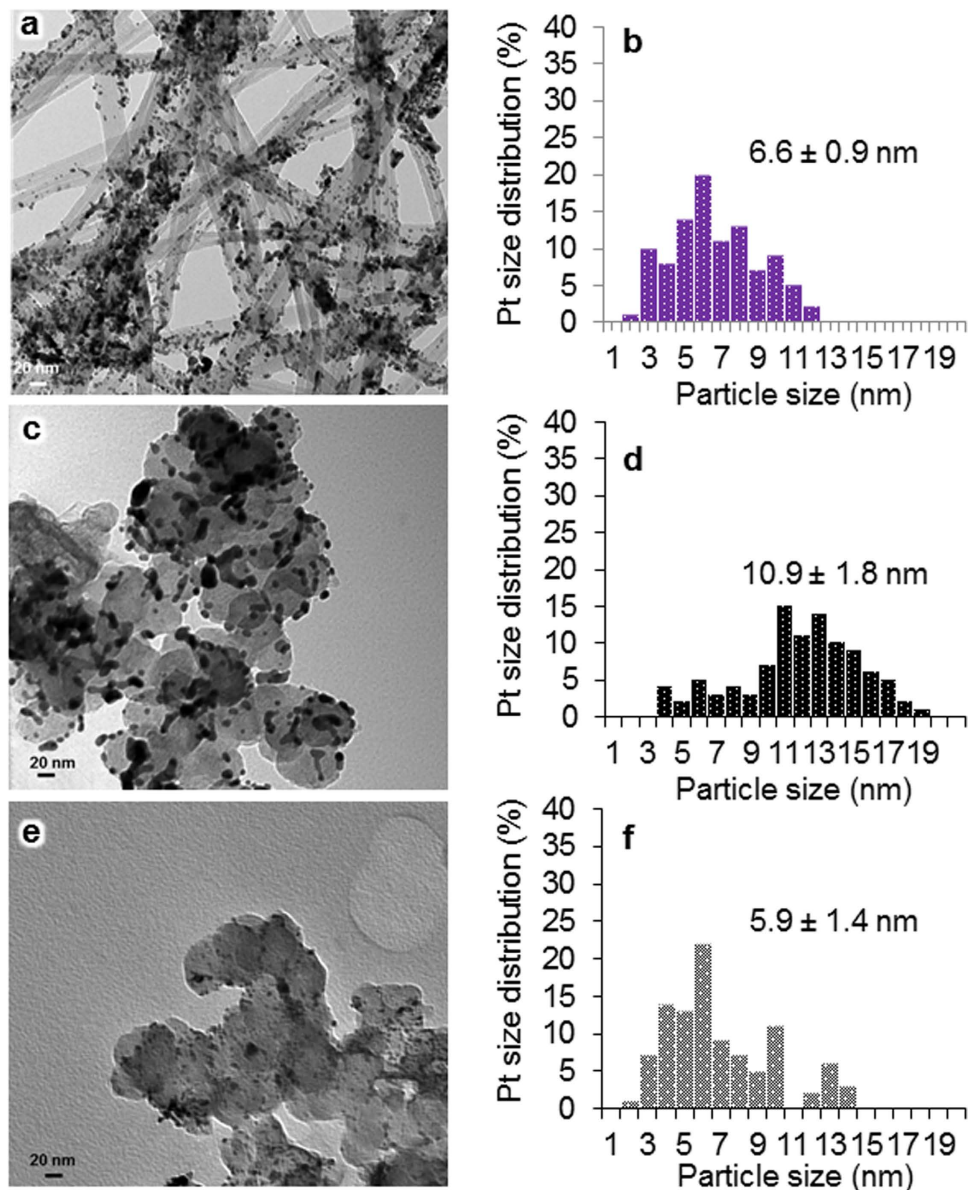 a
20 nm
b
Pt size distribution (%)
40
35
30
25
20
15
10
5
0
6.6 ± 0.9 nm
1 3 5 7 9 11 13 15 17 19
Particle size (nm)
c
20 nm
d
Pt size distribution (%)
40
35
30
25
20
15
10
5
0
10.9 ± 1.8 nm
1 3 5 7 9 11 13 15 17 19
Particle size (nm)
e
20 nm
f
Pt size distribution (%)
40
35
30
25
20
15
10
5
0
5.9 ± 1.4 nm
1 3 5 7 9 11 13 15 17 19
Particle size (nm)